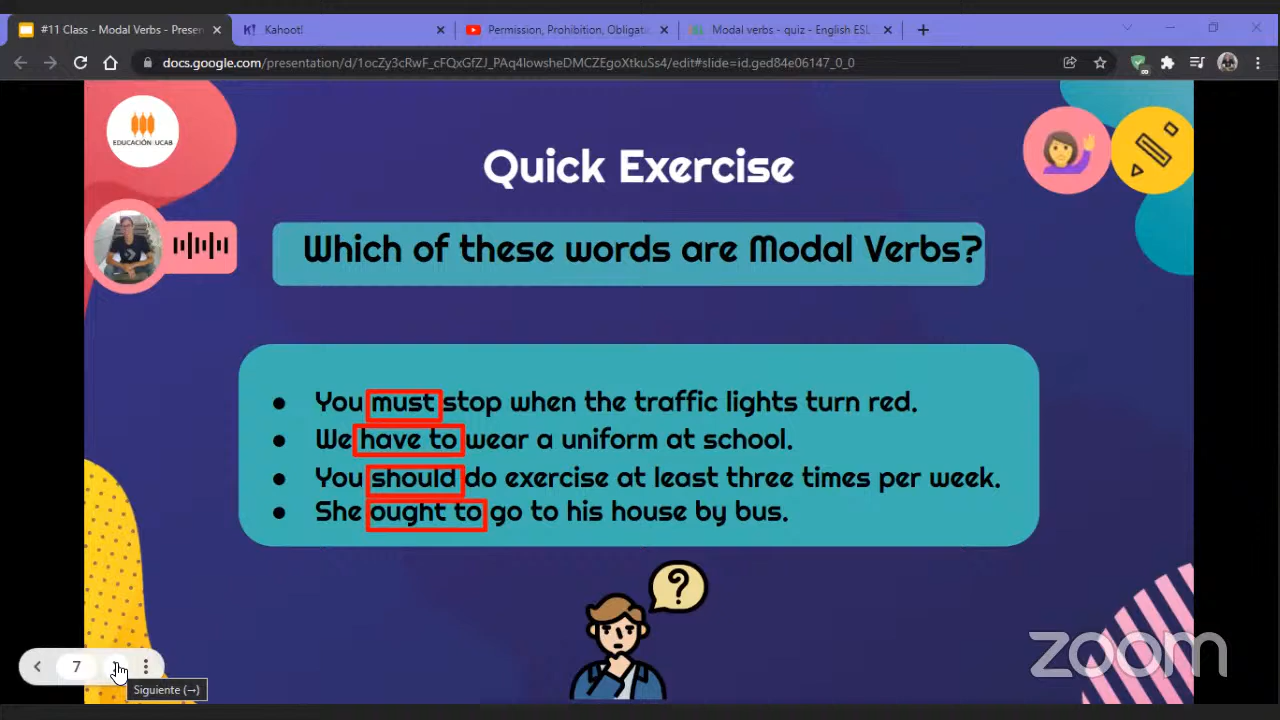 #11 Class - Modal Verbs - Presen
Kahoot!
Permission, Prohibition, Obligati
Modal verbs - quiz - English ESL
docs.google.com/presentation/d/1ocZy3cRwF_cFQxGfZJ_PAq4lowsheDMCZEgoXtkuSs4/edit#slide=id.ged84e06147_0_0
EDUCACIÓN UCAB
Quick Exercise
Which of these words are Modal Verbs?
● You must stop when the traffic lights turn red.
● We have to wear a uniform at school.
● You should do exercise at least three times per week.
● She ought to go to his house by bus.
?
7
Siguiente (→)
zoom